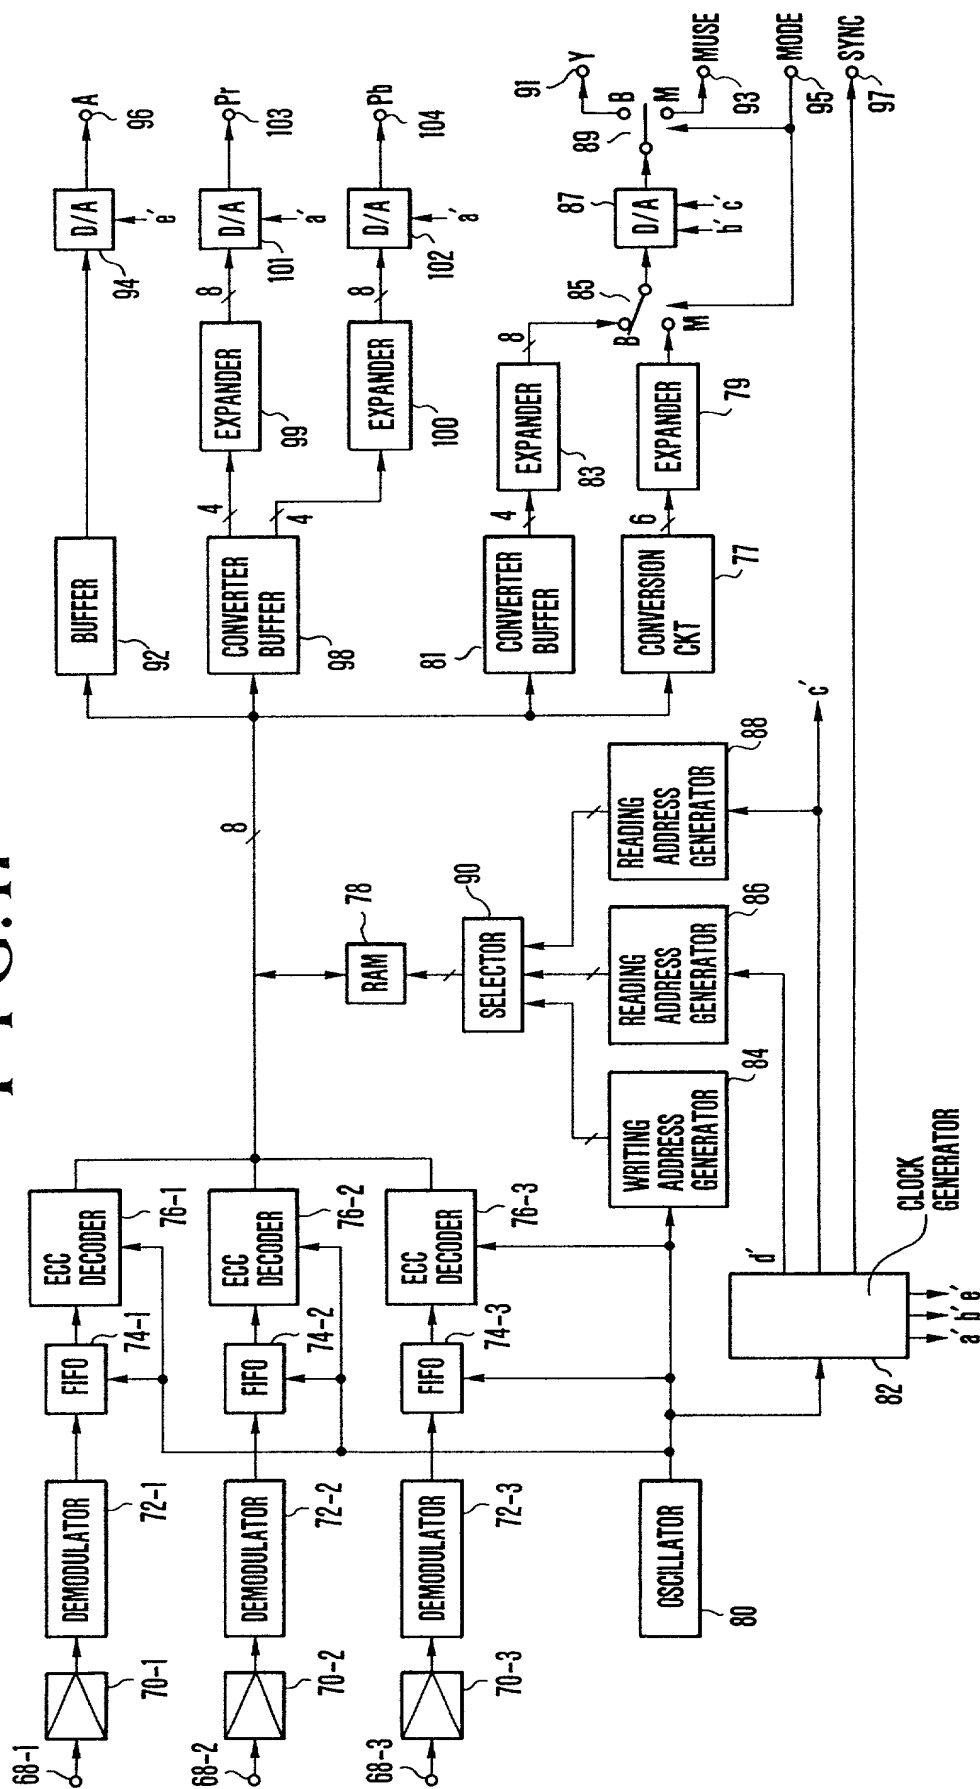 68-1
70-1
DEMODULATOR
72-1
FIFO
74-1
ECC
DECODER
76-1
68-2
70-2
DEMODULATOR
72-2
FIFO
74-2
ECC
DECODER
76-2
68-3
70-3
DEMODULATOR
72-3
FIFO
74-3
ECC
DECODER
76-3
OSCILLATOR
80
82
CLOCK
GENERATOR
a'
b'
e'
d'
c'
WRITING
ADDRESS
GENERATOR
84
READING
ADDRESS
GENERATOR
86
READING
ADDRESS
GENERATOR
88
SELECTOR
90
RAM
78
8
BUFFER
92
D/A
94
e'
A
96
CONVERTER
BUFFER
98
4
EXPANDER
99
8
D/A
101
a'
Pr
103
4
EXPANDER
100
8
D/A
102
a'
Pb
104
CONVERTER
BUFFER
81
4
EXPANDER
83
8
B
85
M
CONVERSION
CKT
77
6
EXPANDER
79
D/A
87
b'
c'
89
B
M
Y
91
MUSE
93
MODE
95
SYNC
97